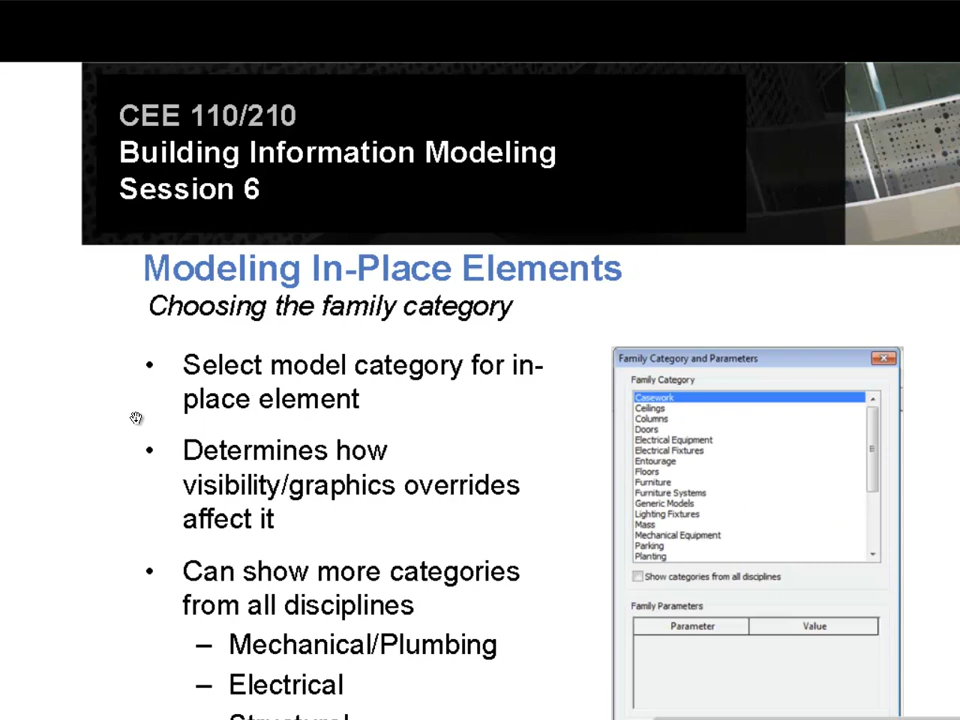 CEE 110/210
Building Information Modeling
Session 6
Modeling In-Place Elements
Choosing the family category
• Select model category for in-
place element
• Determines how
visibility/graphics overrides
affect it
• Can show more categories
from all disciplines
– Mechanical/Plumbing
– Electrical
Family Category and Parameters
Family Category
Casework
Ceilings
Columns
Doors
Electrical Equipment
Electrical Fixtures
Entourage
Floors
Furniture
Furniture Systems
Generic Models
Lighting Fixtures
Mass
Mechanical Equipment
Parking
Planting
Show categories from all disciplines
Family Parameters
Parameter Value